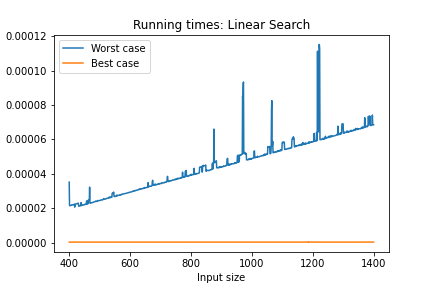 Running times: Linear Search
0.00012
0.00010
0.00008
0.00006
0.00004
0.00002
0.00000
Worst case
Best case
400 600 800 1000 1200 1400
Input size